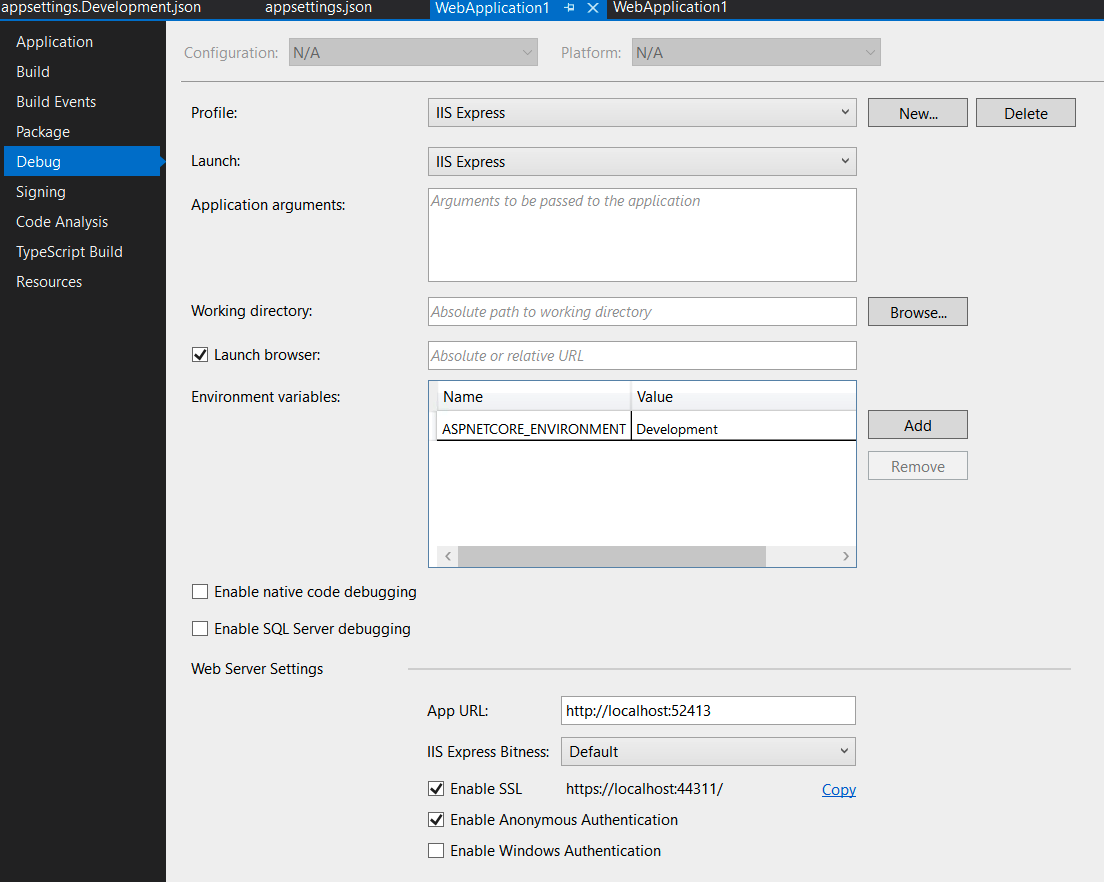 appsettings.Development.json appsettings.json WebApplication1 WebApplication1
Application
Build
Build Events
Package
Debug
Signing
Code Analysis
TypeScript Build
Resources
Configuration: N/A Platform: N/A
Profile: IIS Express New... Delete
Launch: IIS Express
Application arguments: Arguments to be passed to the application
Working directory: Absolute path to working directory Browse...
Launch browser: Absolute or relative URL
Environment variables: Name Value
ASPNETCORE_ENVIRONMENT Development
Add
Remove
Enable native code debugging
Enable SQL Server debugging
Web Server Settings
App URL: http://localhost:52413
IIS Express Bitness: Default
Enable SSL https://localhost:44311/ Copy
Enable Anonymous Authentication
Enable Windows Authentication